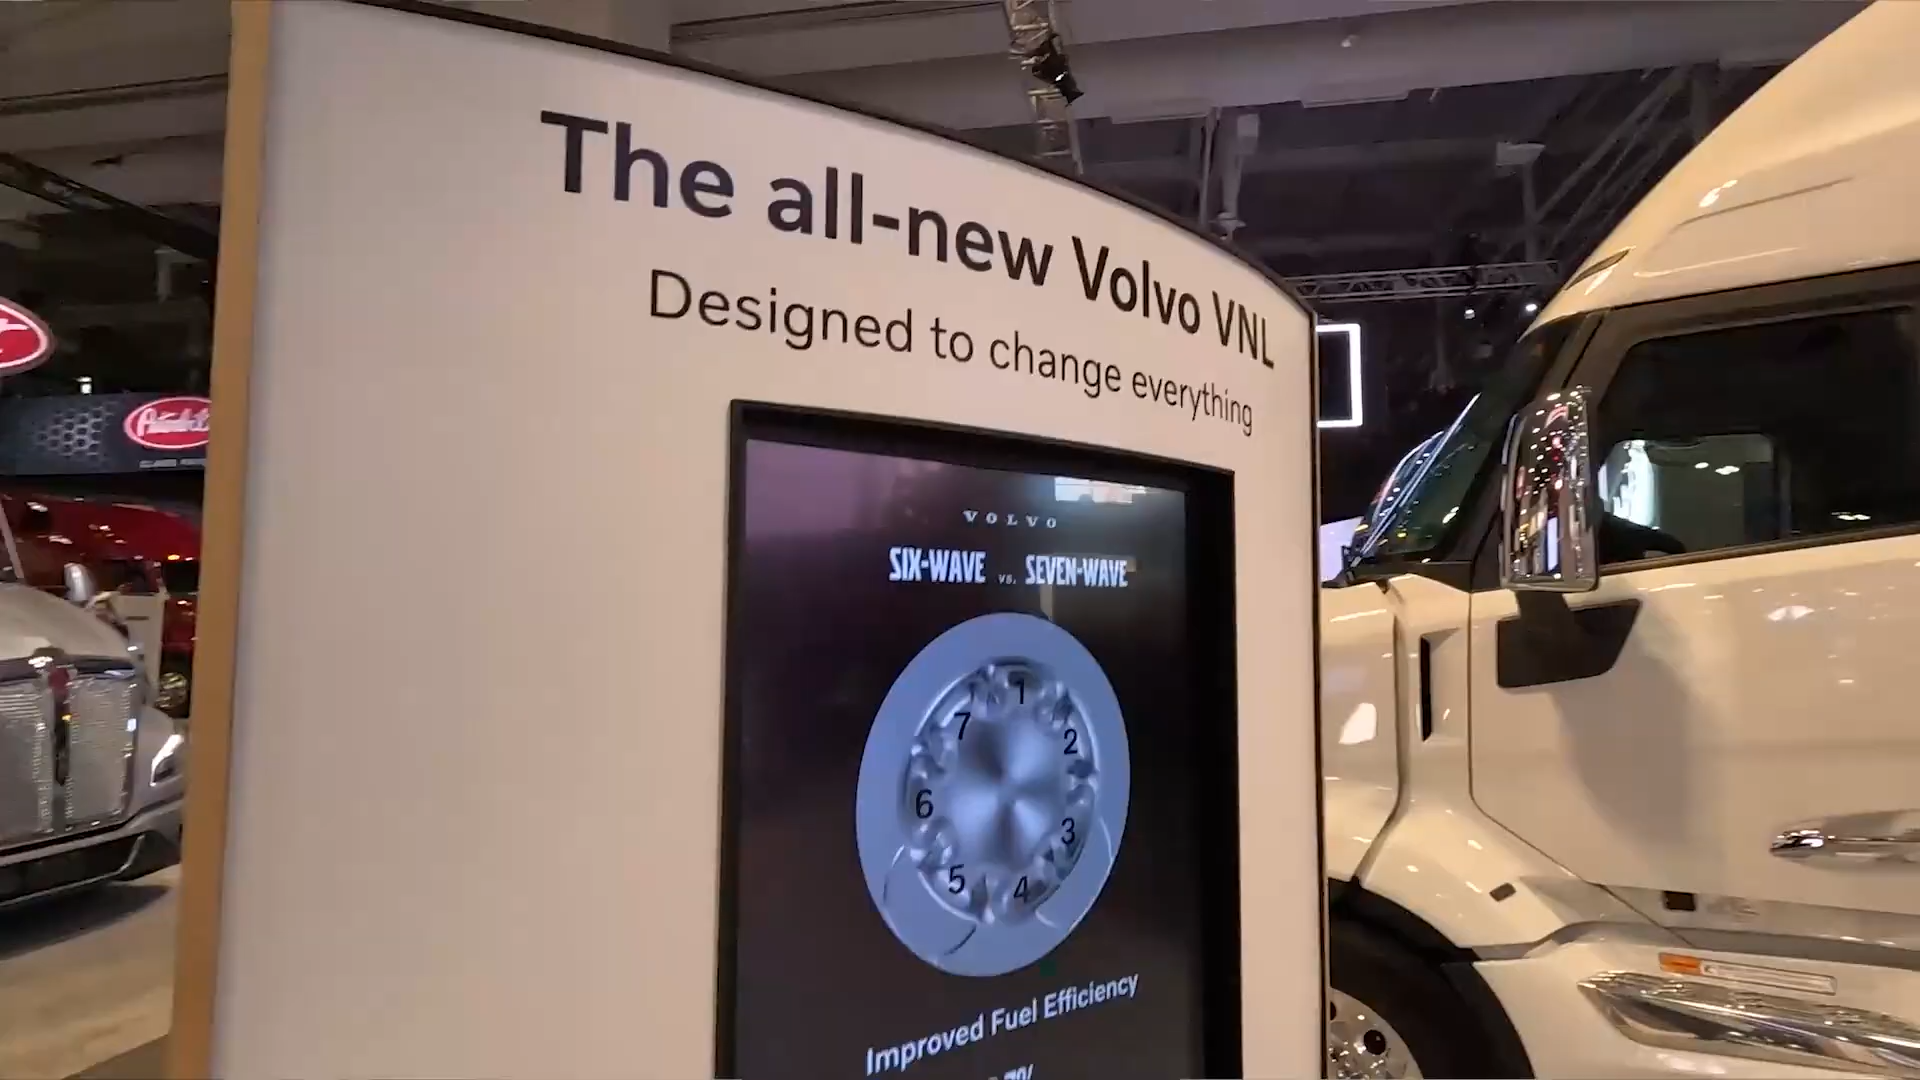 The all-new Volvo VNL
Designed to change everything
VOLVO
SIX-WAVE vs. SEVEN-WAVE
1
2
3
4
5
6
7
Improved Fuel Efficiency